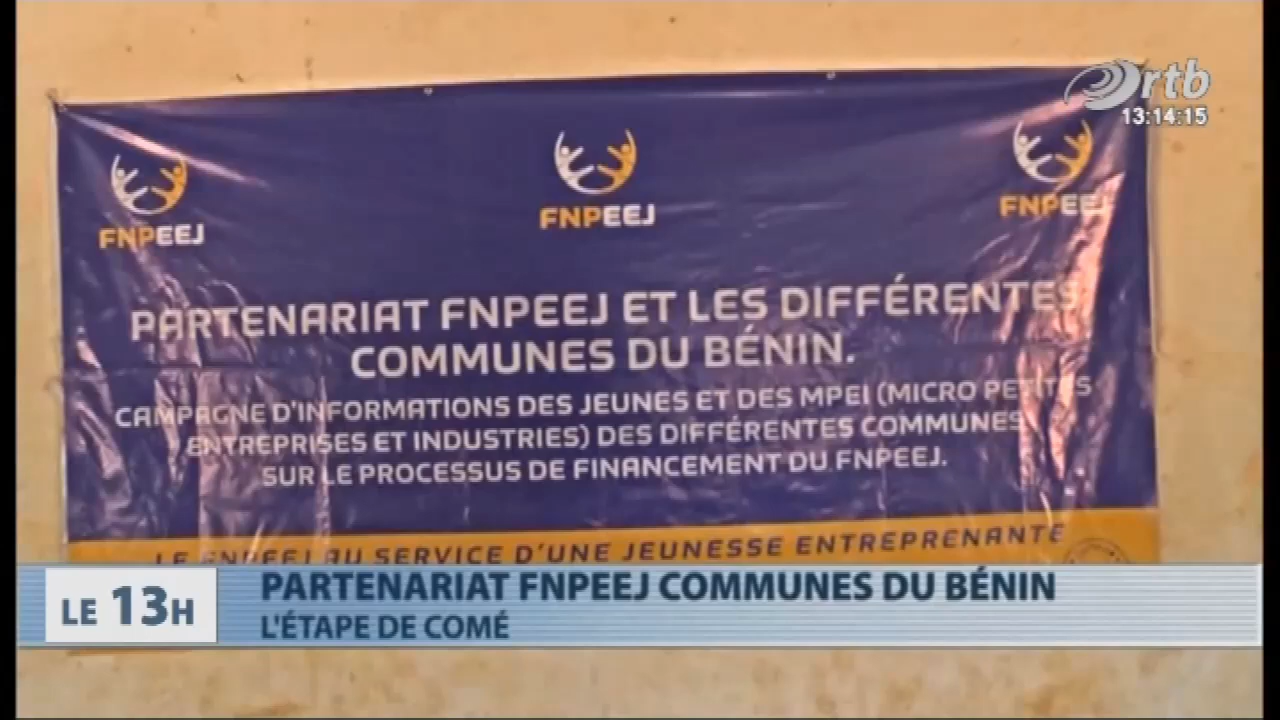 ortb
13:14:15
FNPEEJ
FNPEEJ
FNPEEJ
PARTENARIAT FNPEEJ ET LES DIFFÉRENTES
COMMUNES DU BÉNIN.
CAMPAGNE D'INFORMATIONS DES JEUNES ET DES MPEI (MICRO PETITES
ENTREPRISES ET INDUSTRIES) DES DIFFÉRENTES COMMUNES
SUR LE PROCESSUS DE FINANCEMENT DU FNPEEJ.
LE FNPEEJ AU SERVICE D'UNE JEUNESSE ENTREPRENANTE
LE 13H
PARTENARIAT FNPEEJ COMMUNES DU BÉNIN
L'ÉTAPE DE COMÉ